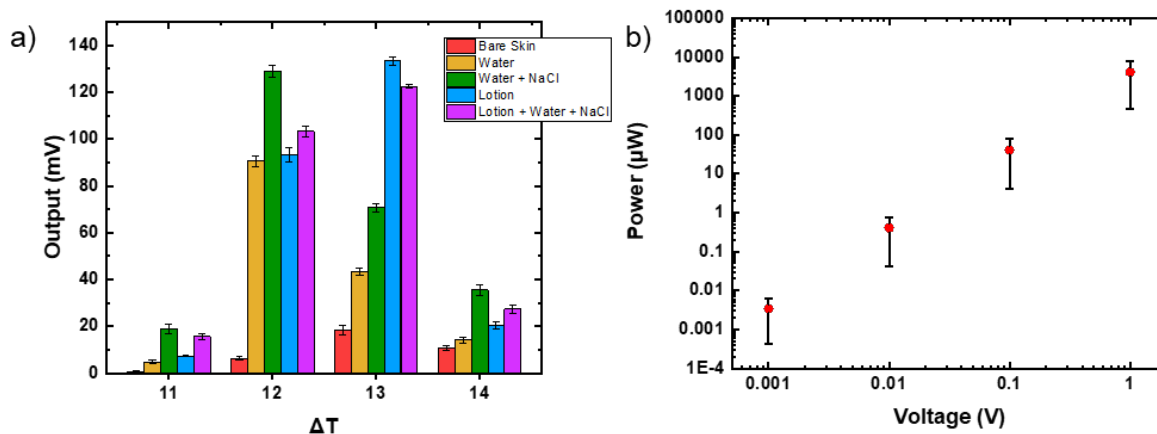 a)
Output (mV)
140
120
100
80
60
40
20
0
11 12 13 14
ΔT
Bare Skin
Water
Water + NaCl
Lotion
Lotion + Water + NaCl
b)
Power (µW)
100000
10000
1000
100
10
1
0.1
0.01
0.001
1E-4
0.001 0.01 0.1 1
Voltage (V)